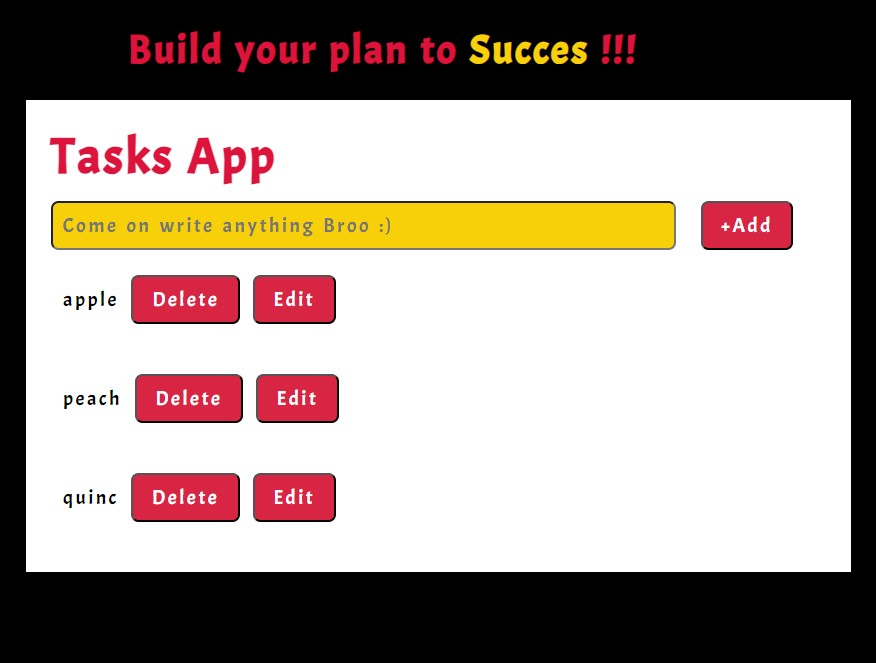 Build your plan to Succes !!!
Tasks App
Come on write anything Broo :) +Add
apple Delete Edit
peach Delete Edit
quinc Delete Edit